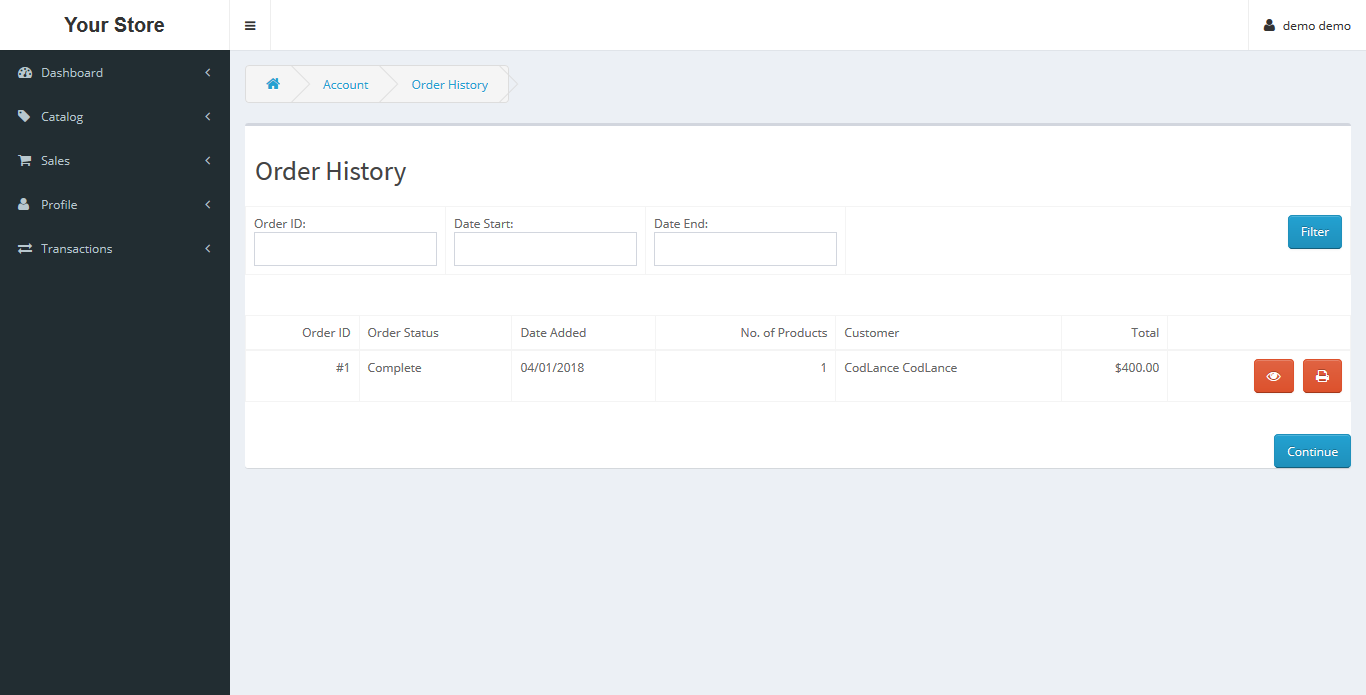 Your Store
demo demo
Dashboard
Catalog
Sales
Profile
Transactions
Account
Order History
Order History
Order ID:
Date Start:
Date End:
Filter
Order ID
Order Status
Date Added
No. of Products
Customer
Total
#1
Complete
04/01/2018
1
CodLance CodLance
$400.00
Continue